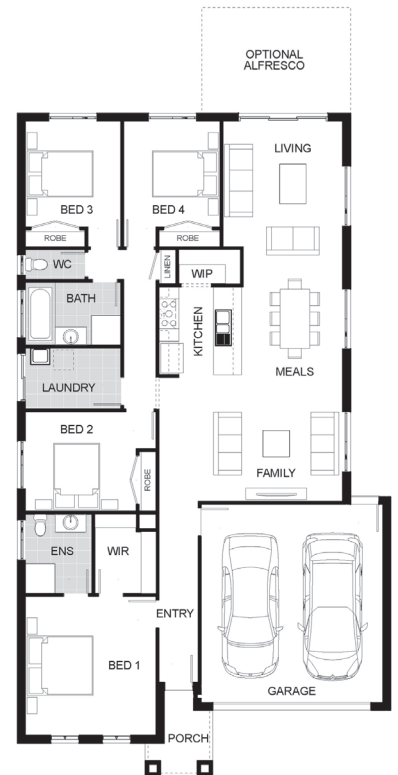 OPTIONAL
ALFRESCO
LIVING
BED 3
BED 4
ROBE
ROBE
WC
LINEN
WIP
BATH
KITCHEN
MEALS
LAUNDRY
BED 2
ROBE
FAMILY
ENS
WIR
ENTRY
BED 1
GARAGE
PORCH